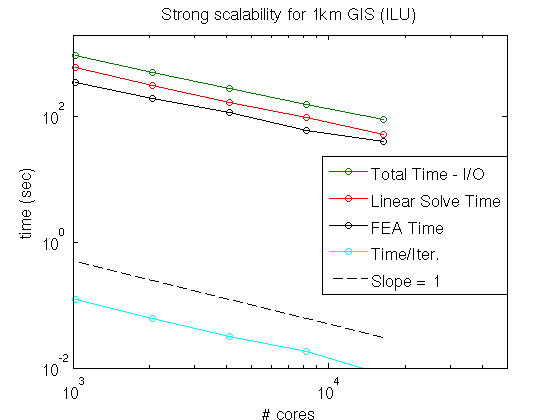 Strong scalability for 1km GIS (ILU)
time (sec)
10^2
10^0
10^-2
Total Time - I/O
Linear Solve Time
FEA Time
Time/Iter.
Slope = 1
10^3
10^4
# cores